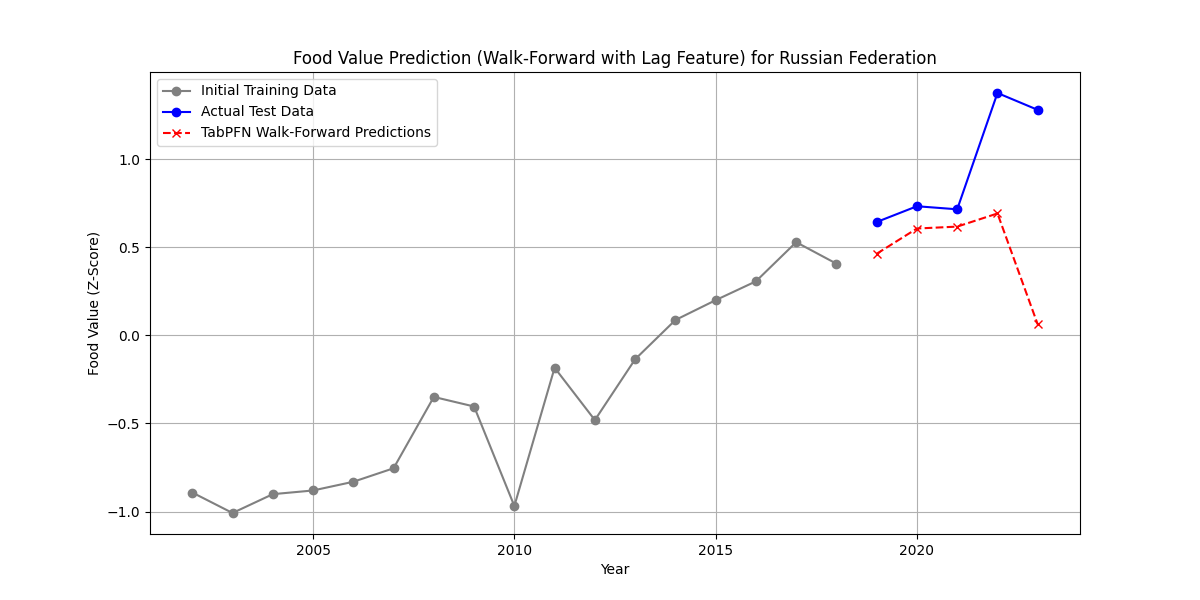 Food Value Prediction (Walk-Forward with Lag Feature) for Russian Federation
Initial Training Data
Actual Test Data
TabPFN Walk-Forward Predictions
Food Value (Z-Score)
1.0
0.5
0.0
−0.5
−1.0
2005 2010 2015 2020
Year